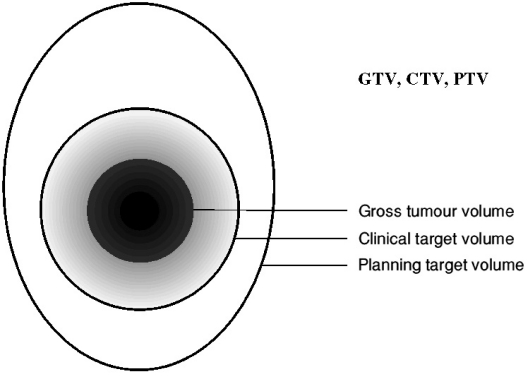 GTV, CTV, PTV
Gross tumour volume
Clinical target volume
Planning target volume